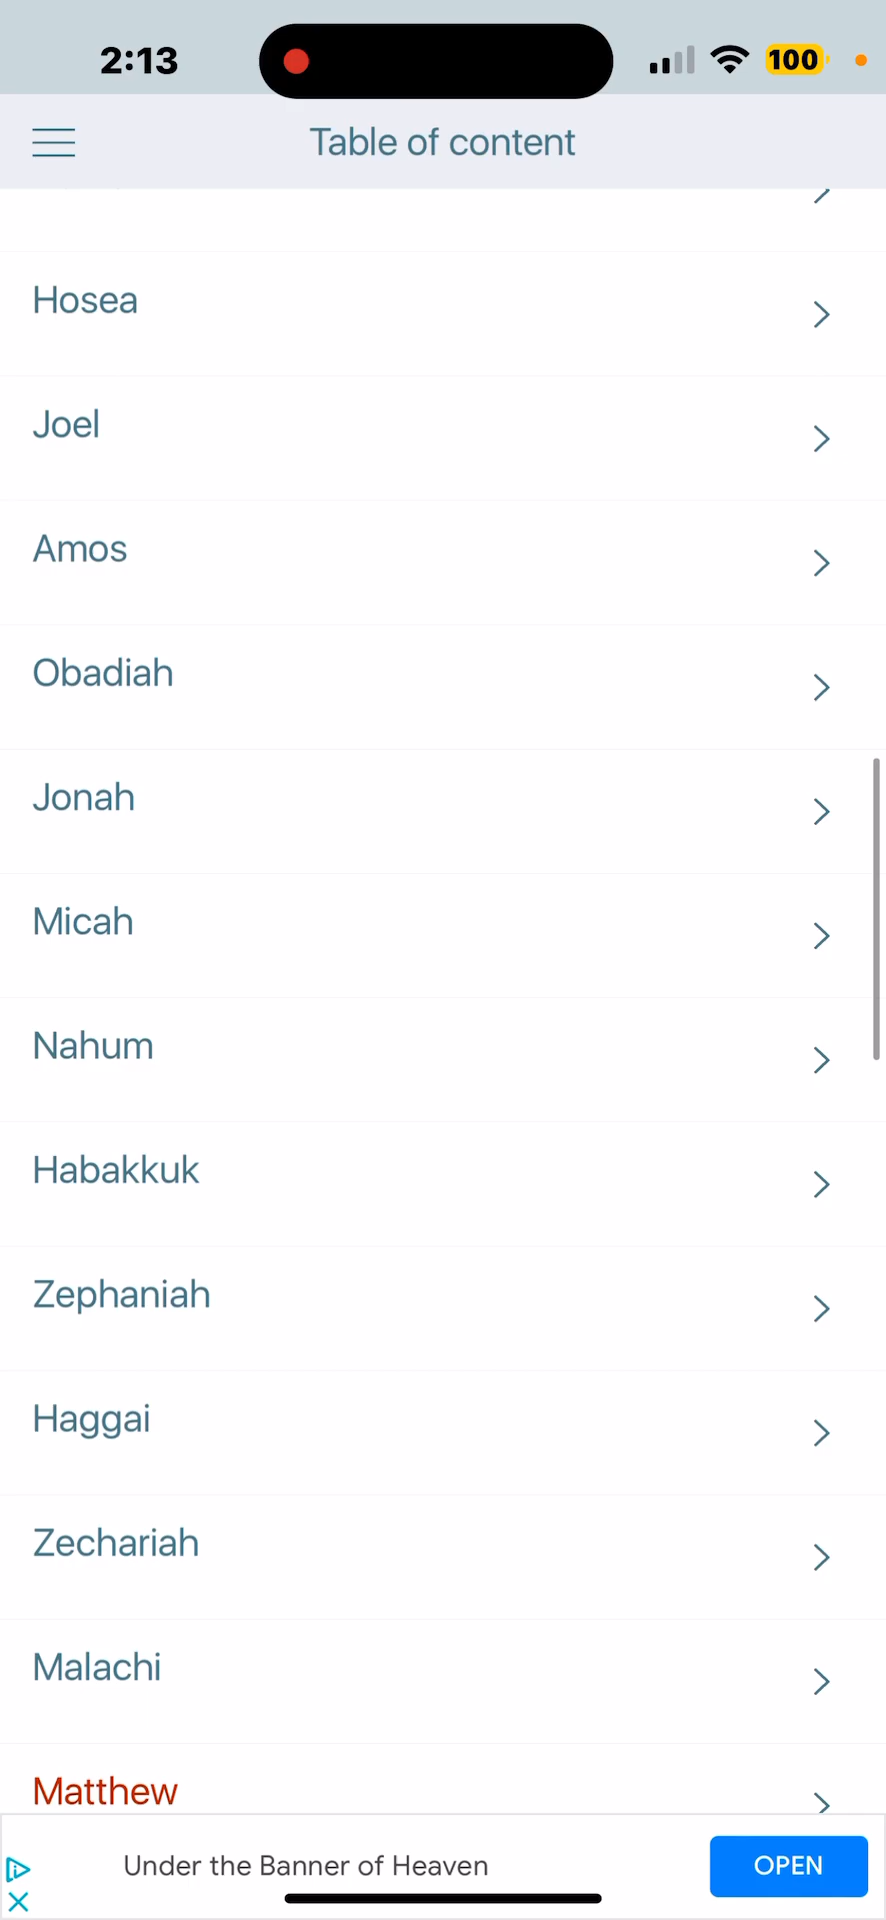 2:13
100
Table of content
Hosea
Joel
Amos
Obadiah
Jonah
Micah
Nahum
Habakkuk
Zephaniah
Haggai
Zechariah
Malachi
Matthew
Under the Banner of Heaven
OPEN